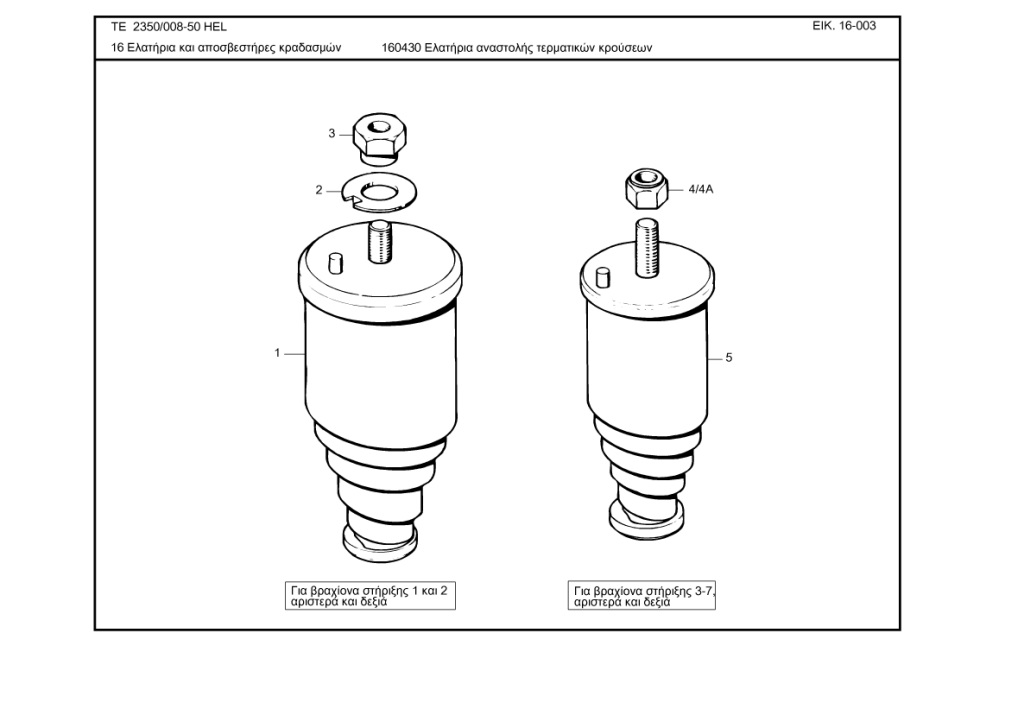 ΤΕ 2350/008-50 HEL
ΕΙΚ. 16-003
16 Ελατήρια και αποσβεστήρες κραδασμών 160430 Ελατήρια αναστολής τερματικών κρούσεων
3
2
4/4A
1
5
Για βραχίονα στήριξης 1 και 2
αριστερά και δεξιά
Για βραχίονα στήριξης 3-7,
αριστερά και δεξιά